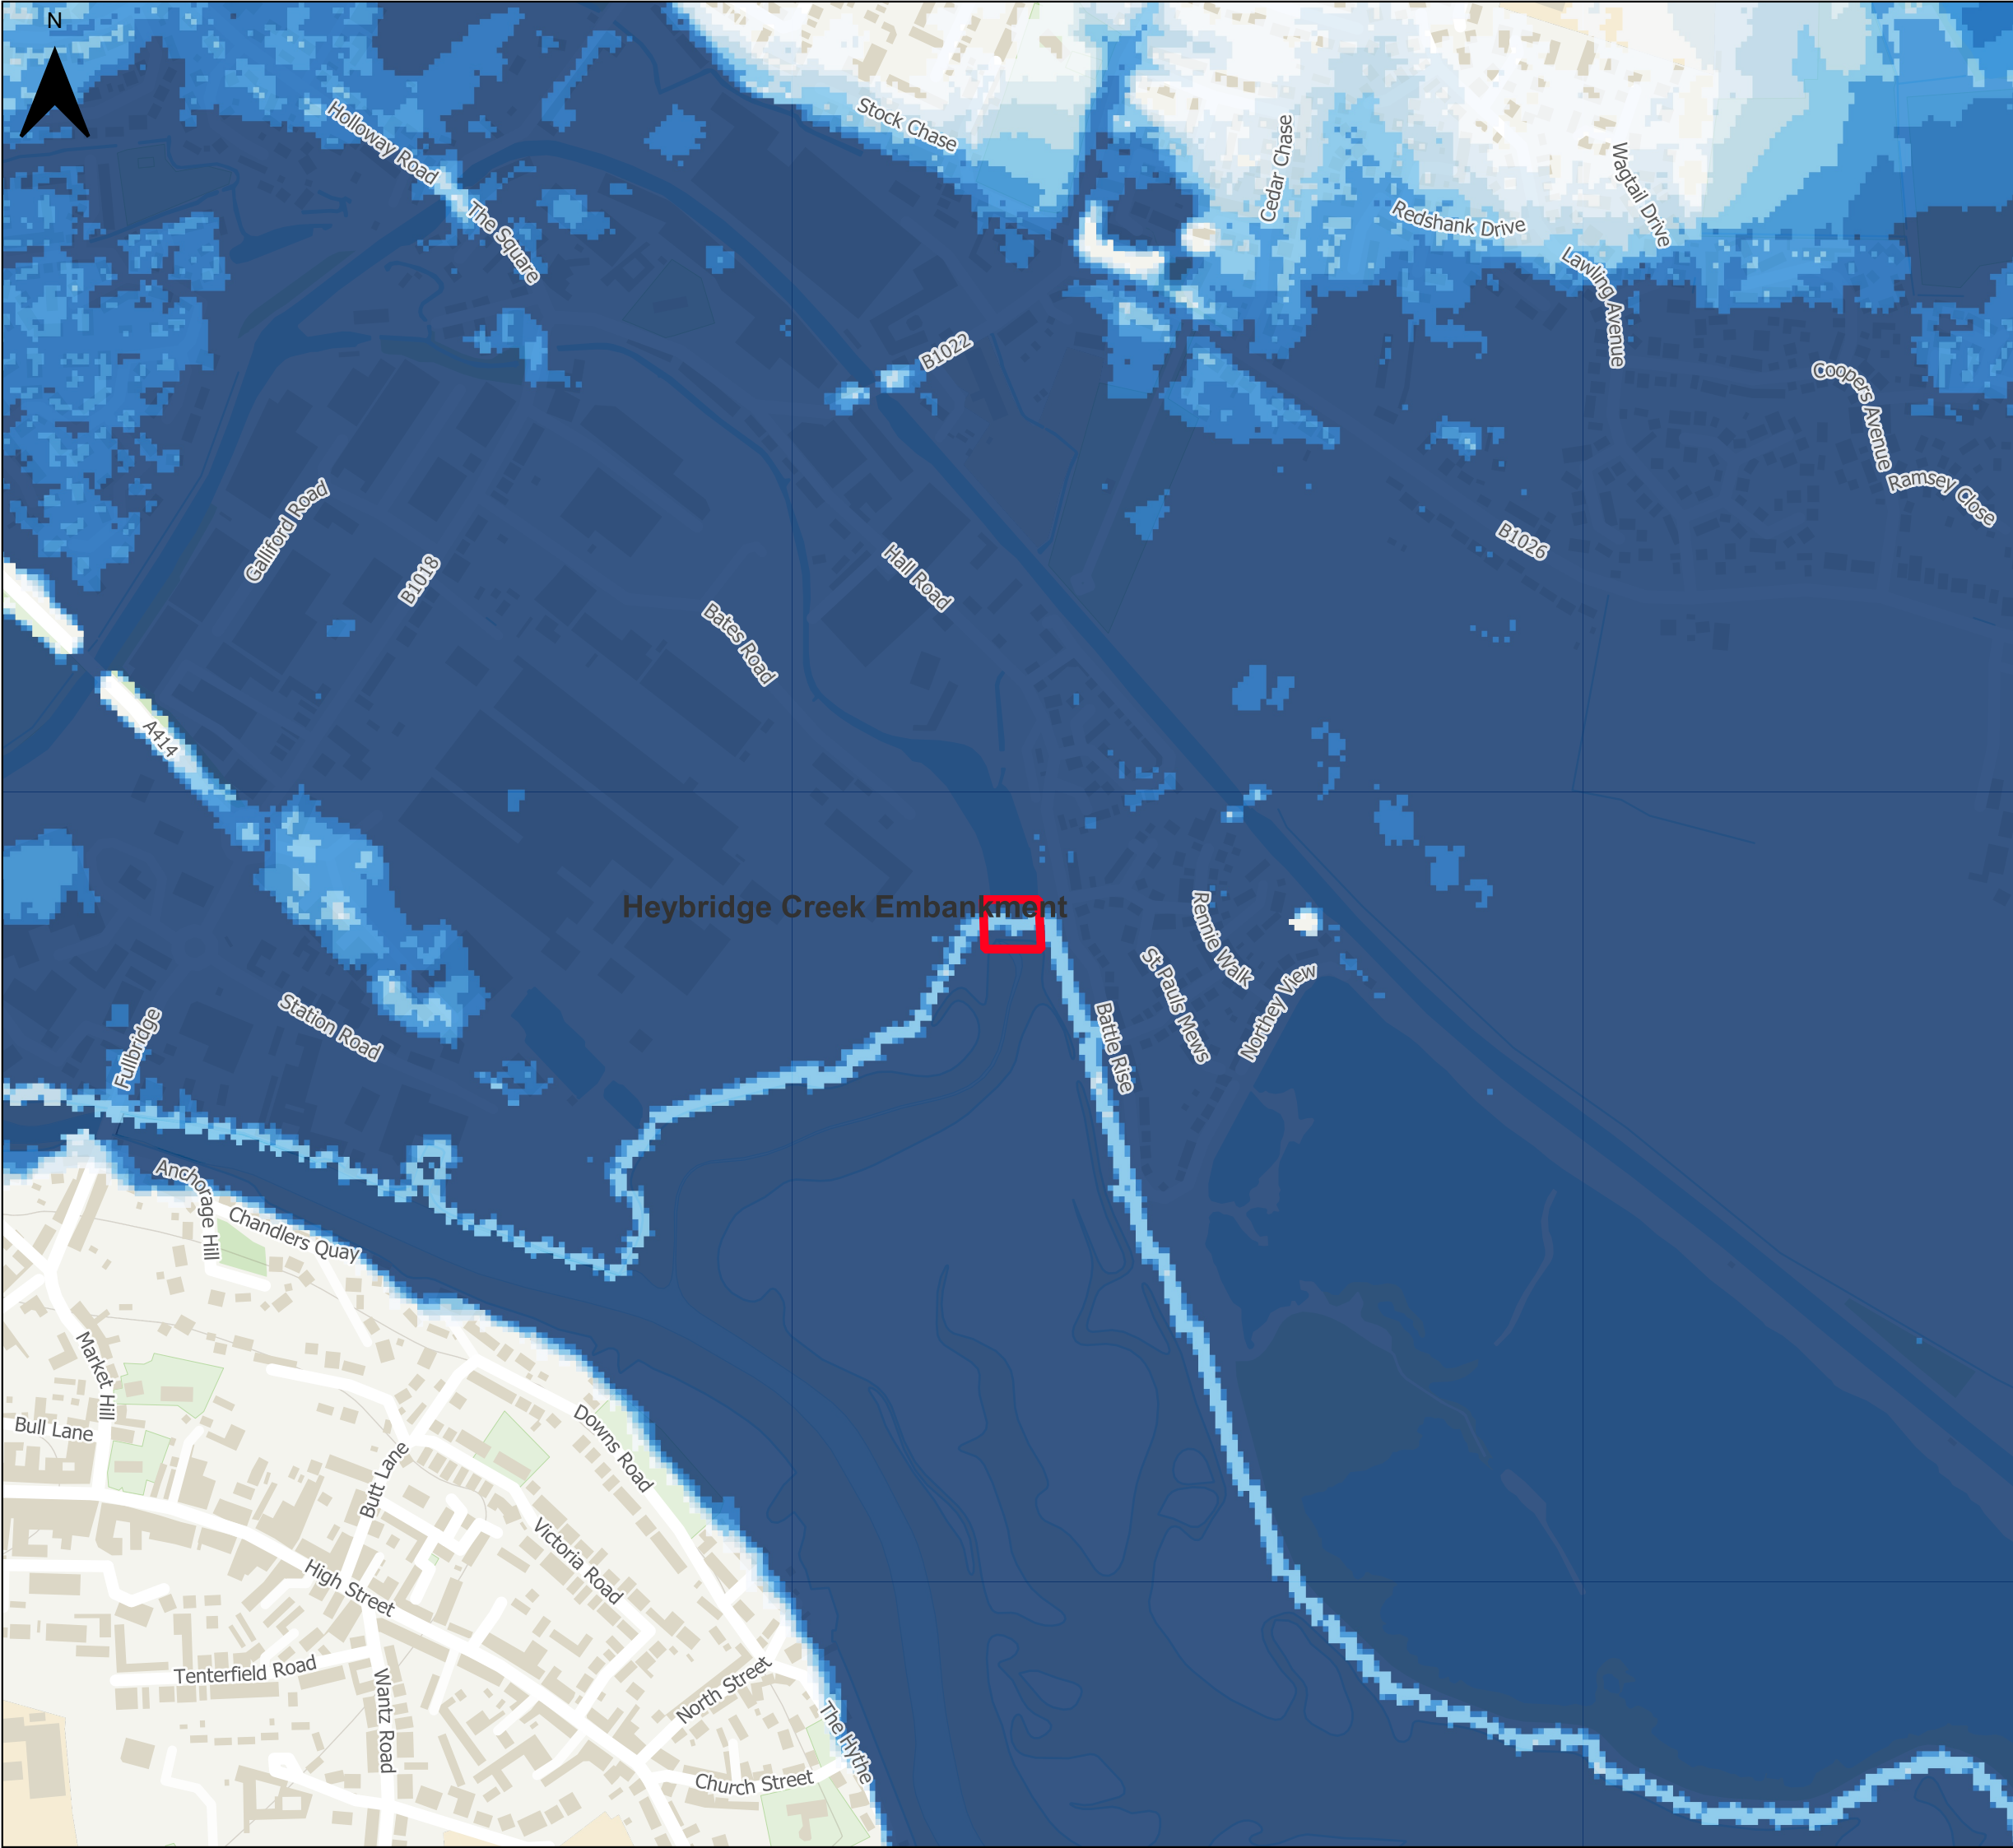 N
Holloway Road
The Square
Stock Chase
Cedar Chase
Redshank Drive
Wagtail Drive
Lawling Avenue
B1022
Coopers Avenue
Ramsey Close
Galliford Road
B1018
Hall Road
B1026
Bates Road
A414
Heybridge Creek Embankment
Rennie Walk
St Pauls Mews
Northey View
Battle Rise
Station Road
Fullbridge
Anchorage Hill
Chandlers Quay
Market Hill
Bull Lane
Butt Lane
Downs Road
Victoria Road
High Street
Tenterfield Road
Wantz Road
North Street
The Hythe
Church Street